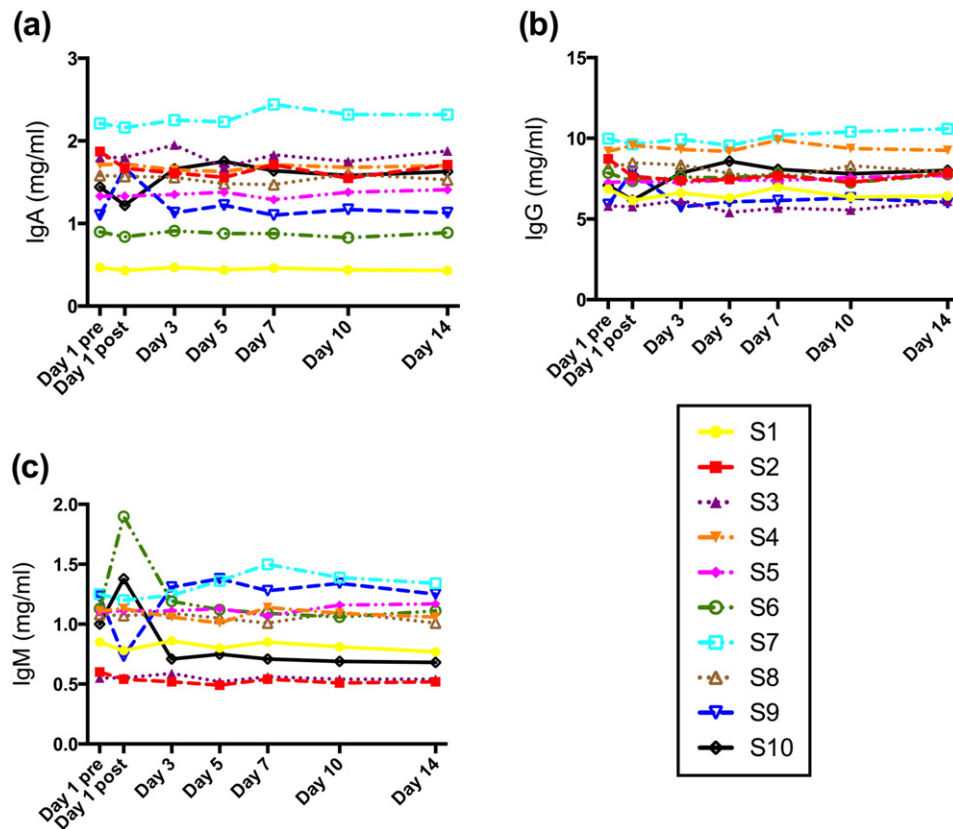 (a)
3
2
1
0
IgA (mg/ml)
Day 1 pre
Day 1 post
Day 3
Day 5
Day 7
Day 10
Day 14
(b)
15
10
5
0
IgG (mg/ml)
Day 1 pre
Day 1 post
Day 3
Day 5
Day 7
Day 10
Day 14
(c)
2.0
1.5
1.0
0.5
0.0
IgM (mg/ml)
Day 1 pre
Day 1 post
Day 3
Day 5
Day 7
Day 10
Day 14
S1
S2
S3
S4
S5
S6
S7
S8
S9
S10